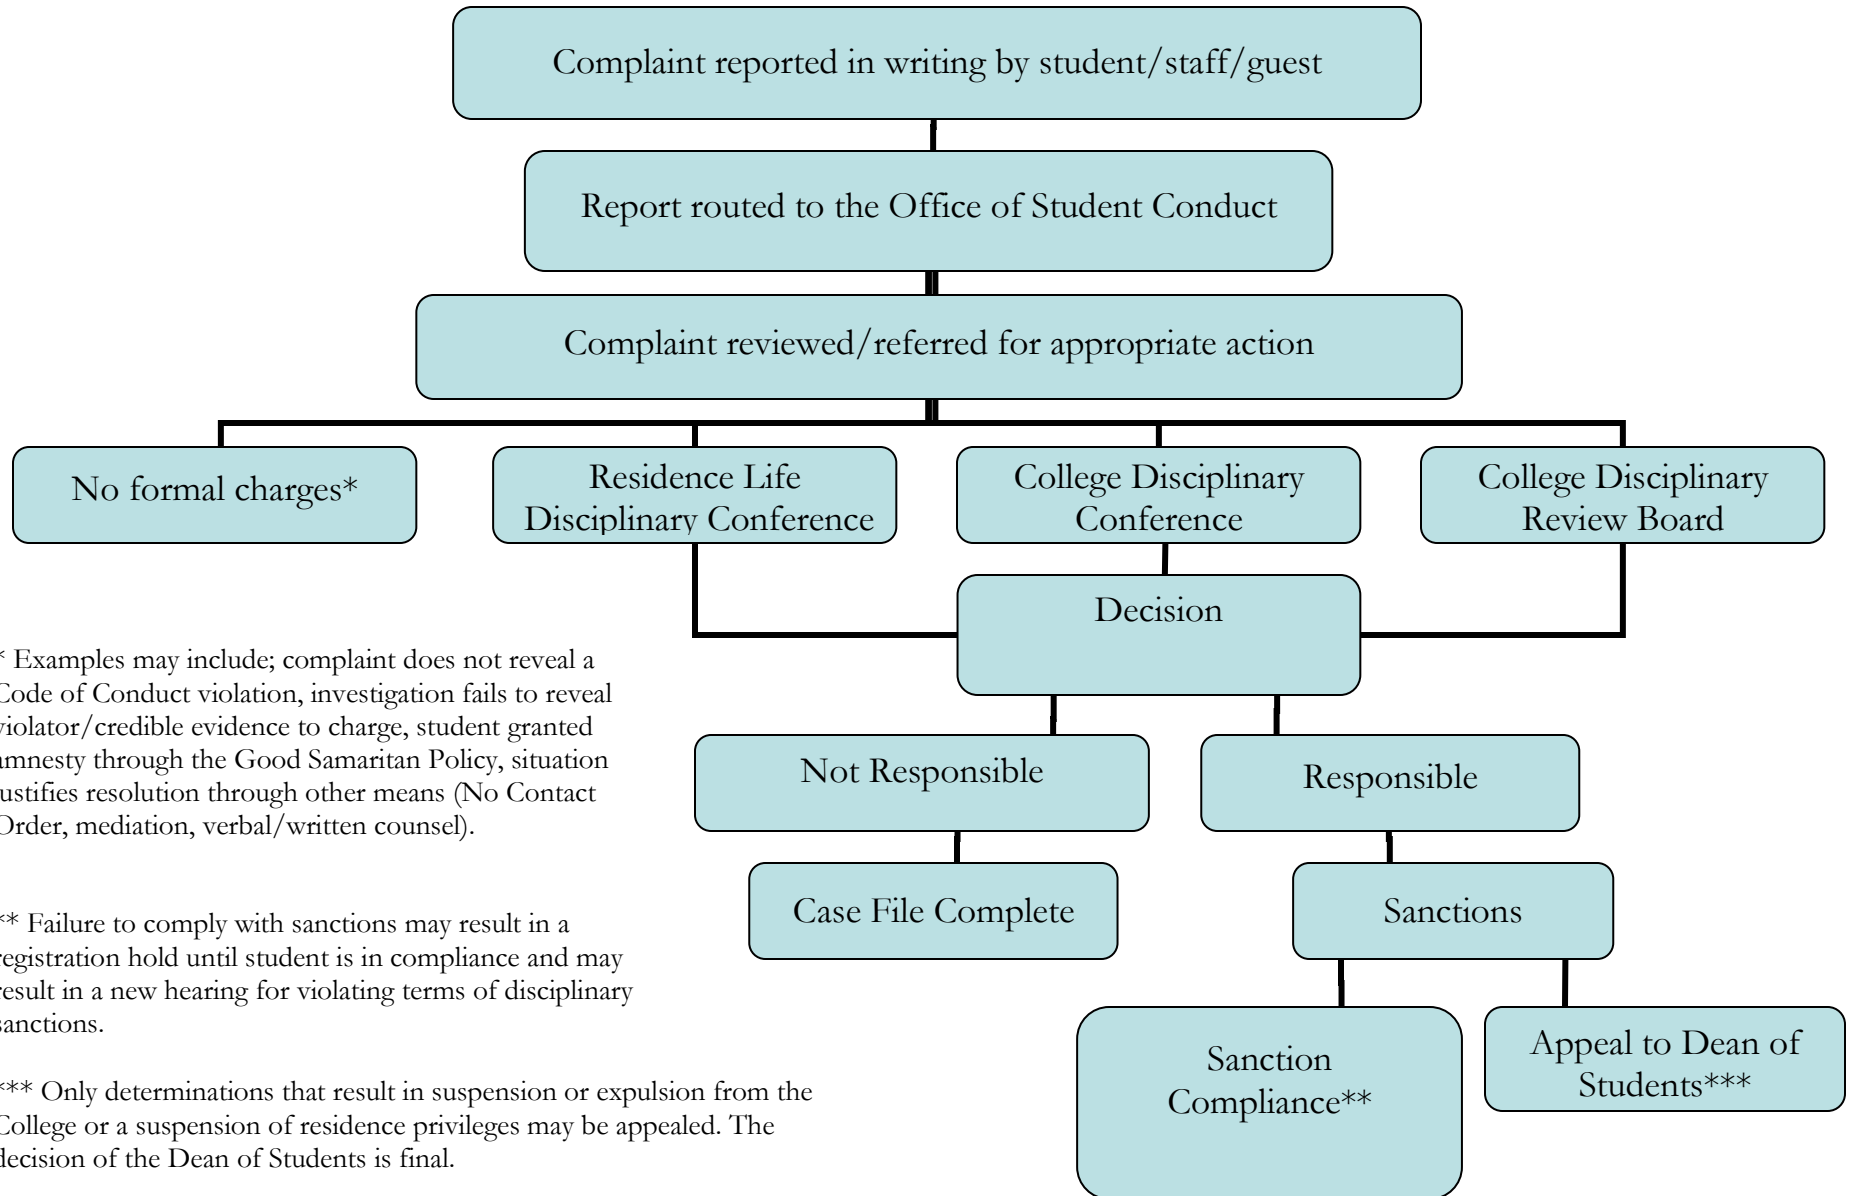 Complaint reported in writing by student/staff/guest
Report routed to the Office of Student Conduct
Complaint reviewed/referred for appropriate action
No formal charges*
Residence Life
Disciplinary Conference
College Disciplinary
Conference
College Disciplinary
Review Board
Decision
* Examples may include; complaint does not reveal a
Code of Conduct violation, investigation fails to reveal
violator/credible evidence to charge, student granted
amnesty through the Good Samaritan Policy, situation
justifies resolution through other means (No Contact
Order, mediation, verbal/written counsel).
Not Responsible
Responsible
Case File Complete
Sanctions
** Failure to comply with sanctions may result in a
registration hold until student is in compliance and may
result in a new hearing for violating terms of disciplinary
sanctions.
Sanction
Compliance**
Appeal to Dean of
Students***
*** Only determinations that result in suspension or expulsion from the
College or a suspension of residence privileges may be appealed. The
decision of the Dean of Students is final.